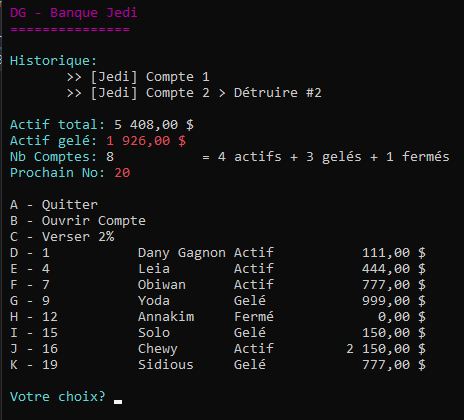 DG - Banque Jedi
===============
Historique:
>> [Jedi] Compte 1
>> [Jedi] Compte 2 > Détruire #2
Actif total: 5 408,00 $
Actif gelé: 1 926,00 $
Nb Comptes: 8 = 4 actifs + 3 gelés + 1 fermés
Prochain No: 20
A - Quitter
B - Ouvrir Compte
C - Verser 2%
D - 1 Dany Gagnon Actif 111,00 $
E - 4 Leia Actif 444,00 $
F - 7 Obiwan Actif 777,00 $
G - 9 Yoda Gelé 999,00 $
H - 12 Annakim Fermé 0,00 $
I - 15 Solo Gelé 150,00 $
J - 16 Chewy Actif 2 150,00 $
K - 19 Sidious Gelé 777,00 $
Votre choix? _